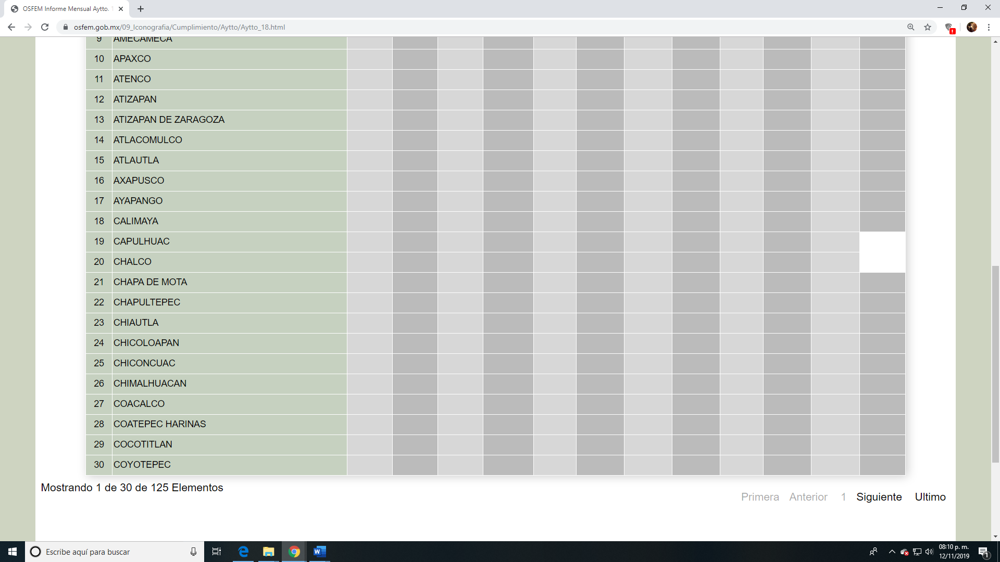 OSFEM Informe Mensual Aytto.
osfem.gob.mx/09_Iconografia/Cumplimiento/Aytto/Aytto_18.html
9 AMECAMECA
10 APAXCO
11 ATENCO
12 ATIZAPAN
13 ATIZAPAN DE ZARAGOZA
14 ATLACOMULCO
15 ATLAUTLA
16 AXAPUSCO
17 AYAPANGO
18 CALIMAYA
19 CAPULHUAC
20 CHALCO
21 CHAPA DE MOTA
22 CHAPULTEPEC
23 CHIAUTLA
24 CHICOLOAPAN
25 CHICONCUAC
26 CHIMALHUACAN
27 COACALCO
28 COATEPEC HARINAS
29 COCOTITLAN
30 COYOTEPEC
Mostrando 1 de 30 de 125 Elementos
Primera Anterior 1 Siguiente Ultimo
Escribe aquí para buscar
08:10 p. m.
12/11/2019
1